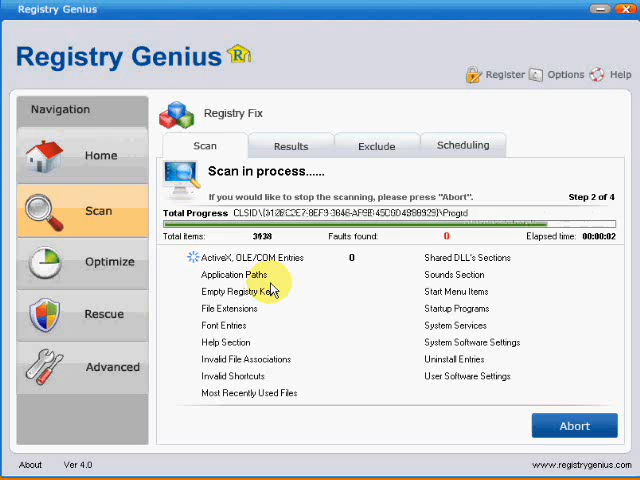 Registry Genius
Registry Genius
Register Options Help
Navigation
Home
Scan
Optimize
Rescue
Advanced
Registry Fix
Scan Results Exclude Scheduling
Scan in process......
If you would like to stop the scanning, please press "Abort". Step 2 of 4
Total Progress
Total items: 3938 Faults found: 0 Elapsed time: 00:00:02
ActiveX, OLE/COM Entries 0 Shared DLL's Sections
Application Paths Sounds Section
Empty Registry Keys Start Menu Items
File Extensions Startup Programs
Font Entries System Services
Help Section System Software Settings
Invalid File Associations Uninstall Entries
Invalid Shortcuts User Software Settings
Most Recently Used Files
Abort
About Ver 4.0 www.registrygenius.com